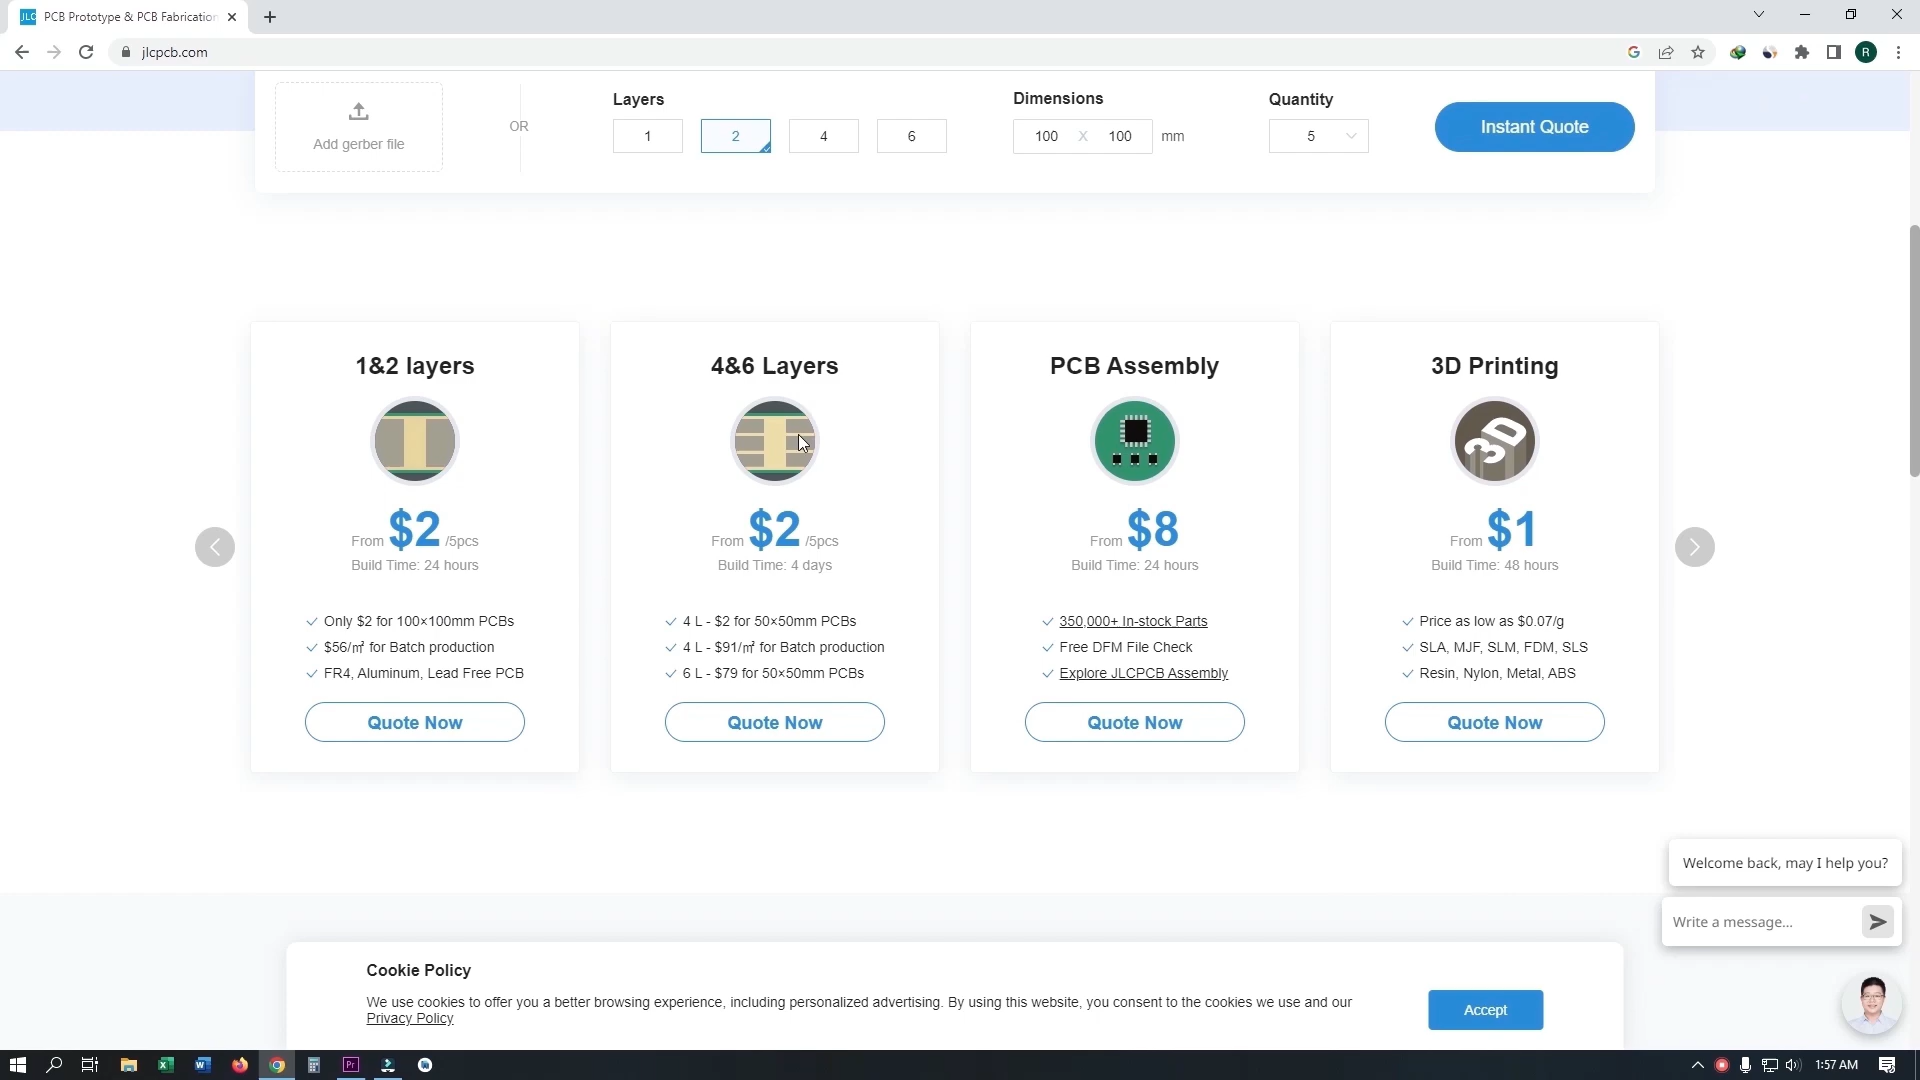 JLC PCB Prototype & PCB Fabrication
jlcpcb.com
R
Add gerber file
OR
Layers
1
2
4
6
Dimensions
100 X 100 mm
Quantity
5
Instant Quote
1&2 layers
From $2 /5pcs
Build Time: 24 hours
Only $2 for 100×100mm PCBs
$56/㎡ for Batch production
FR4, Aluminum, Lead Free PCB
Quote Now
4&6 Layers
From $2 /5pcs
Build Time: 4 days
4 L - $2 for 50×50mm PCBs
4 L - $91/㎡ for Batch production
6 L - $79 for 50×50mm PCBs
Quote Now
PCB Assembly
From $8
Build Time: 24 hours
350,000+ In-stock Parts
Free DFM File Check
Explore JLCPCB Assembly
Quote Now
3D Printing
3D
From $1
Build Time: 48 hours
Price as low as $0.07/g
SLA, MJF, SLM, FDM, SLS
Resin, Nylon, Metal, ABS
Quote Now
Welcome back, may I help you?
Write a message...
Cookie Policy
We use cookies to offer you a better browsing experience, including personalized advertising. By using this website, you consent to the cookies we use and our
Privacy Policy
Accept
Pr
1:57 AM